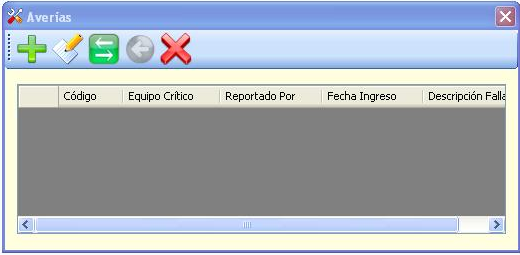 Averías
Código Equipo Crítico Reportado Por Fecha Ingreso Descripción Falla